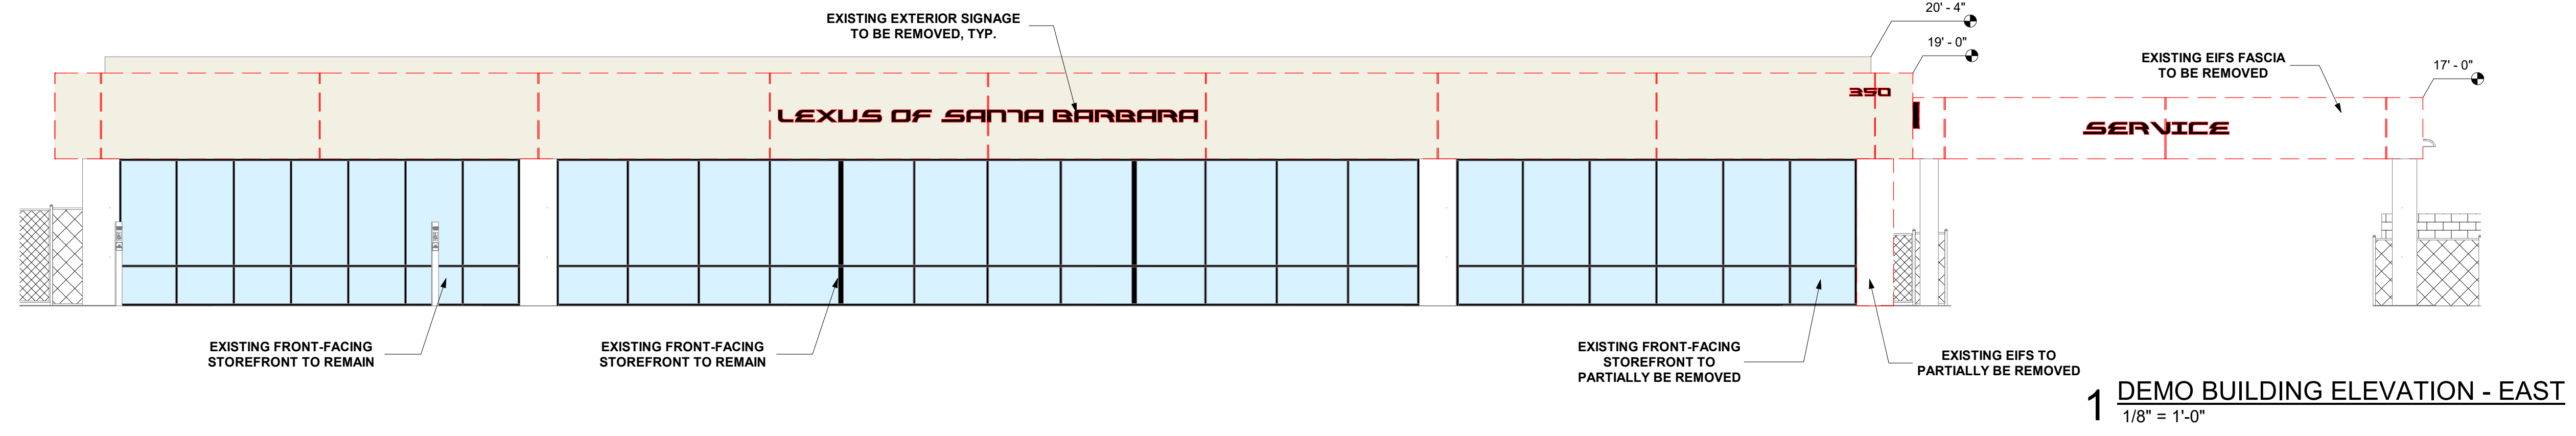 EXISTING EXTERIOR SIGNAGE
TO BE REMOVED, TYP.
20' - 4"
19' - 0"
EXISTING EIFS FASCIA
TO BE REMOVED
17' - 0"
350
LEXUS OF SANTA BARBARA
SERVICE
EXISTING FRONT-FACING
STOREFRONT TO REMAIN
EXISTING FRONT-FACING
STOREFRONT TO REMAIN
EXISTING FRONT-FACING
STOREFRONT TO
PARTIALLY BE REMOVED
EXISTING EIFS TO
PARTIALLY BE REMOVED
1 DEMO BUILDING ELEVATION - EAST
1/8" = 1'-0"